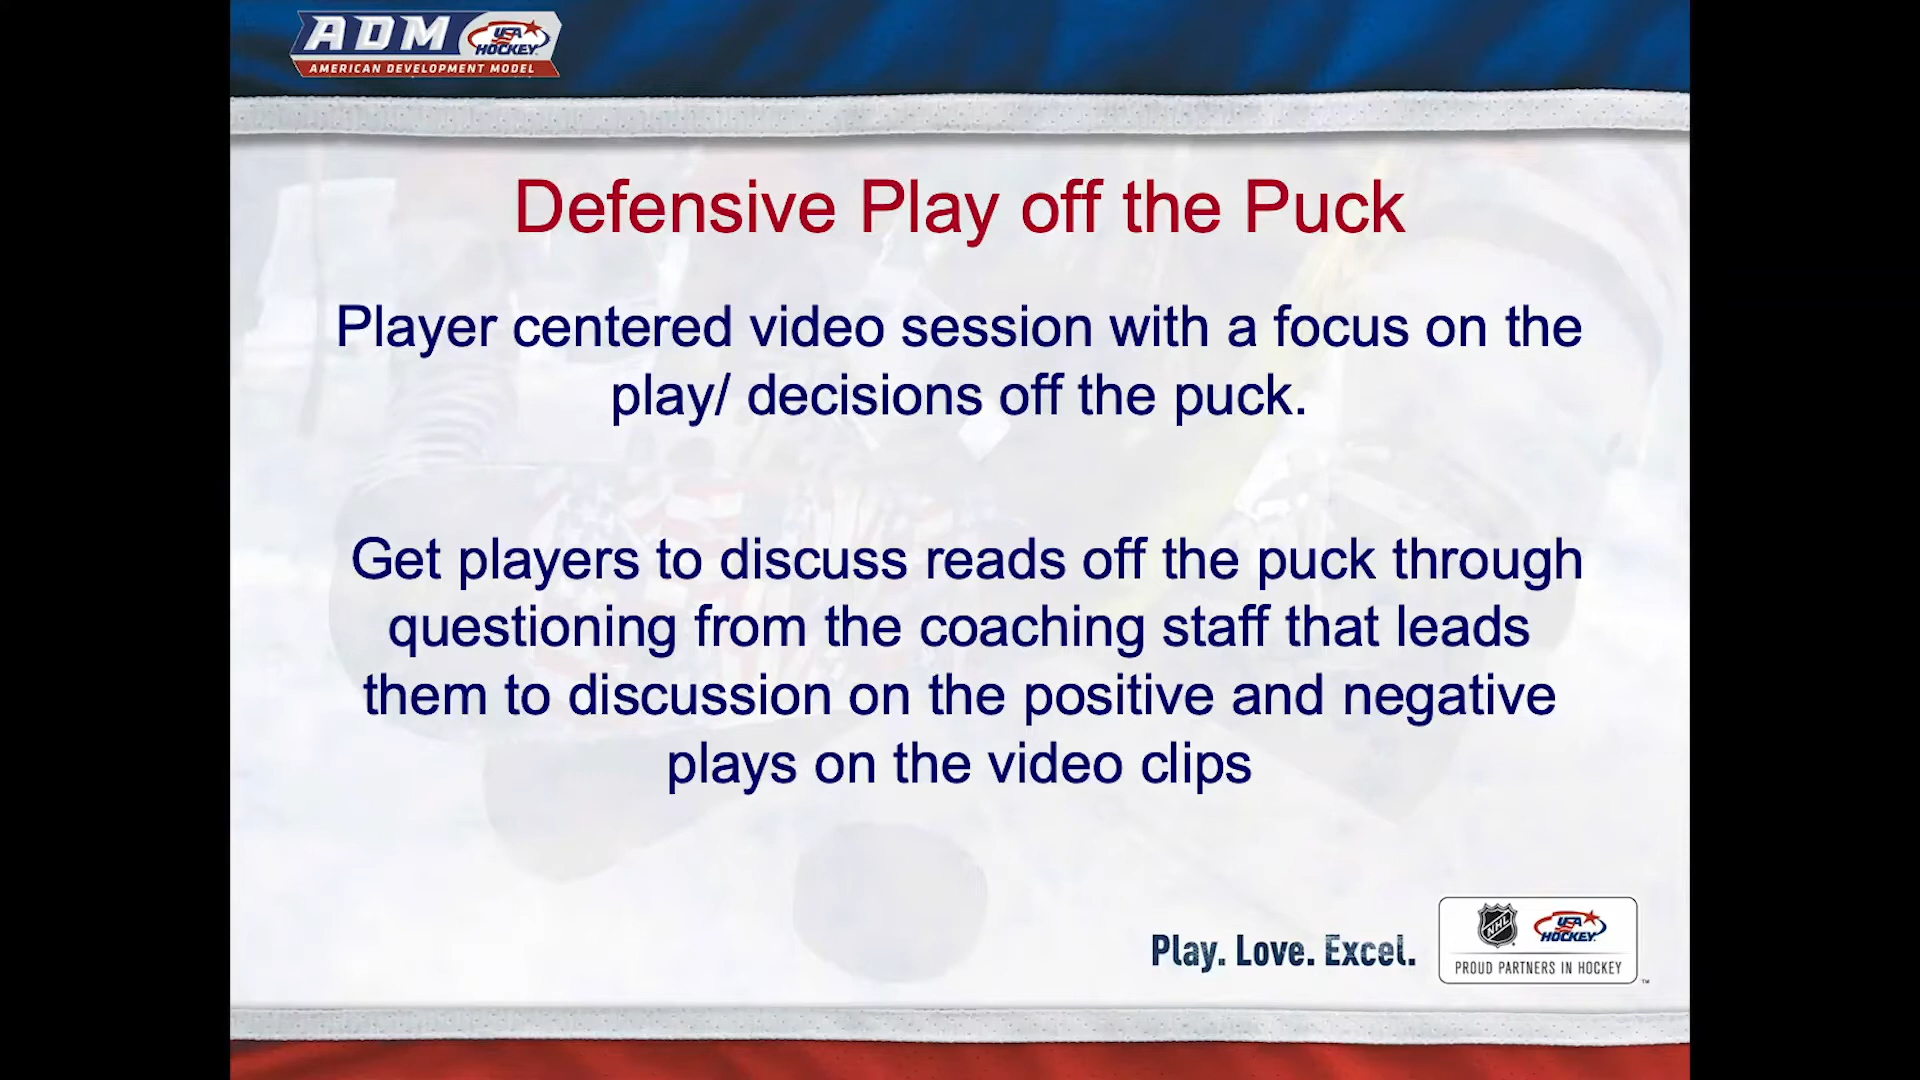 ADM
USA HOCKEY
AMERICAN DEVELOPMENT MODEL
Defensive Play off the Puck
Player centered video session with a focus on the
play/ decisions off the puck.
Get players to discuss reads off the puck through
questioning from the coaching staff that leads
them to discussion on the positive and negative
plays on the video clips
Play. Love. Excel.
NHL
USA HOCKEY
PROUD PARTNERS IN HOCKEY
TM